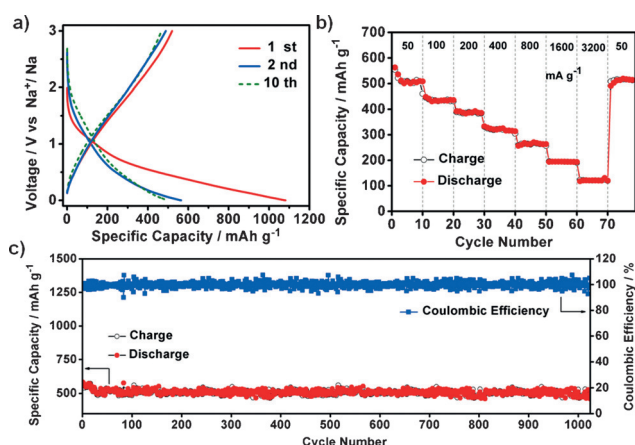 a)
Voltage / V vs Na⁺/ Na
3
2
1
0
1 st
2 nd
10 th
0 200 400 600 800 1000 1200
Specific Capacity / mAh g⁻¹
b)
Specific Capacity / mAh g⁻¹
700
600
500
400
300
200
100
0
50 100 200 400 800 1600 3200 50
mA g⁻¹
Charge
Discharge
0 10 20 30 40 50 60 70
Cycle Number
c)
Specific Capacity / mAh g⁻¹
1500
1250
1000
750
500
Coulombic Efficiency
Charge
Discharge
120
100
80
60
40
20
0
Coulombic Efficiency / %
0 100 200 300 400 500 600 700 800 900 1000
Cycle Number